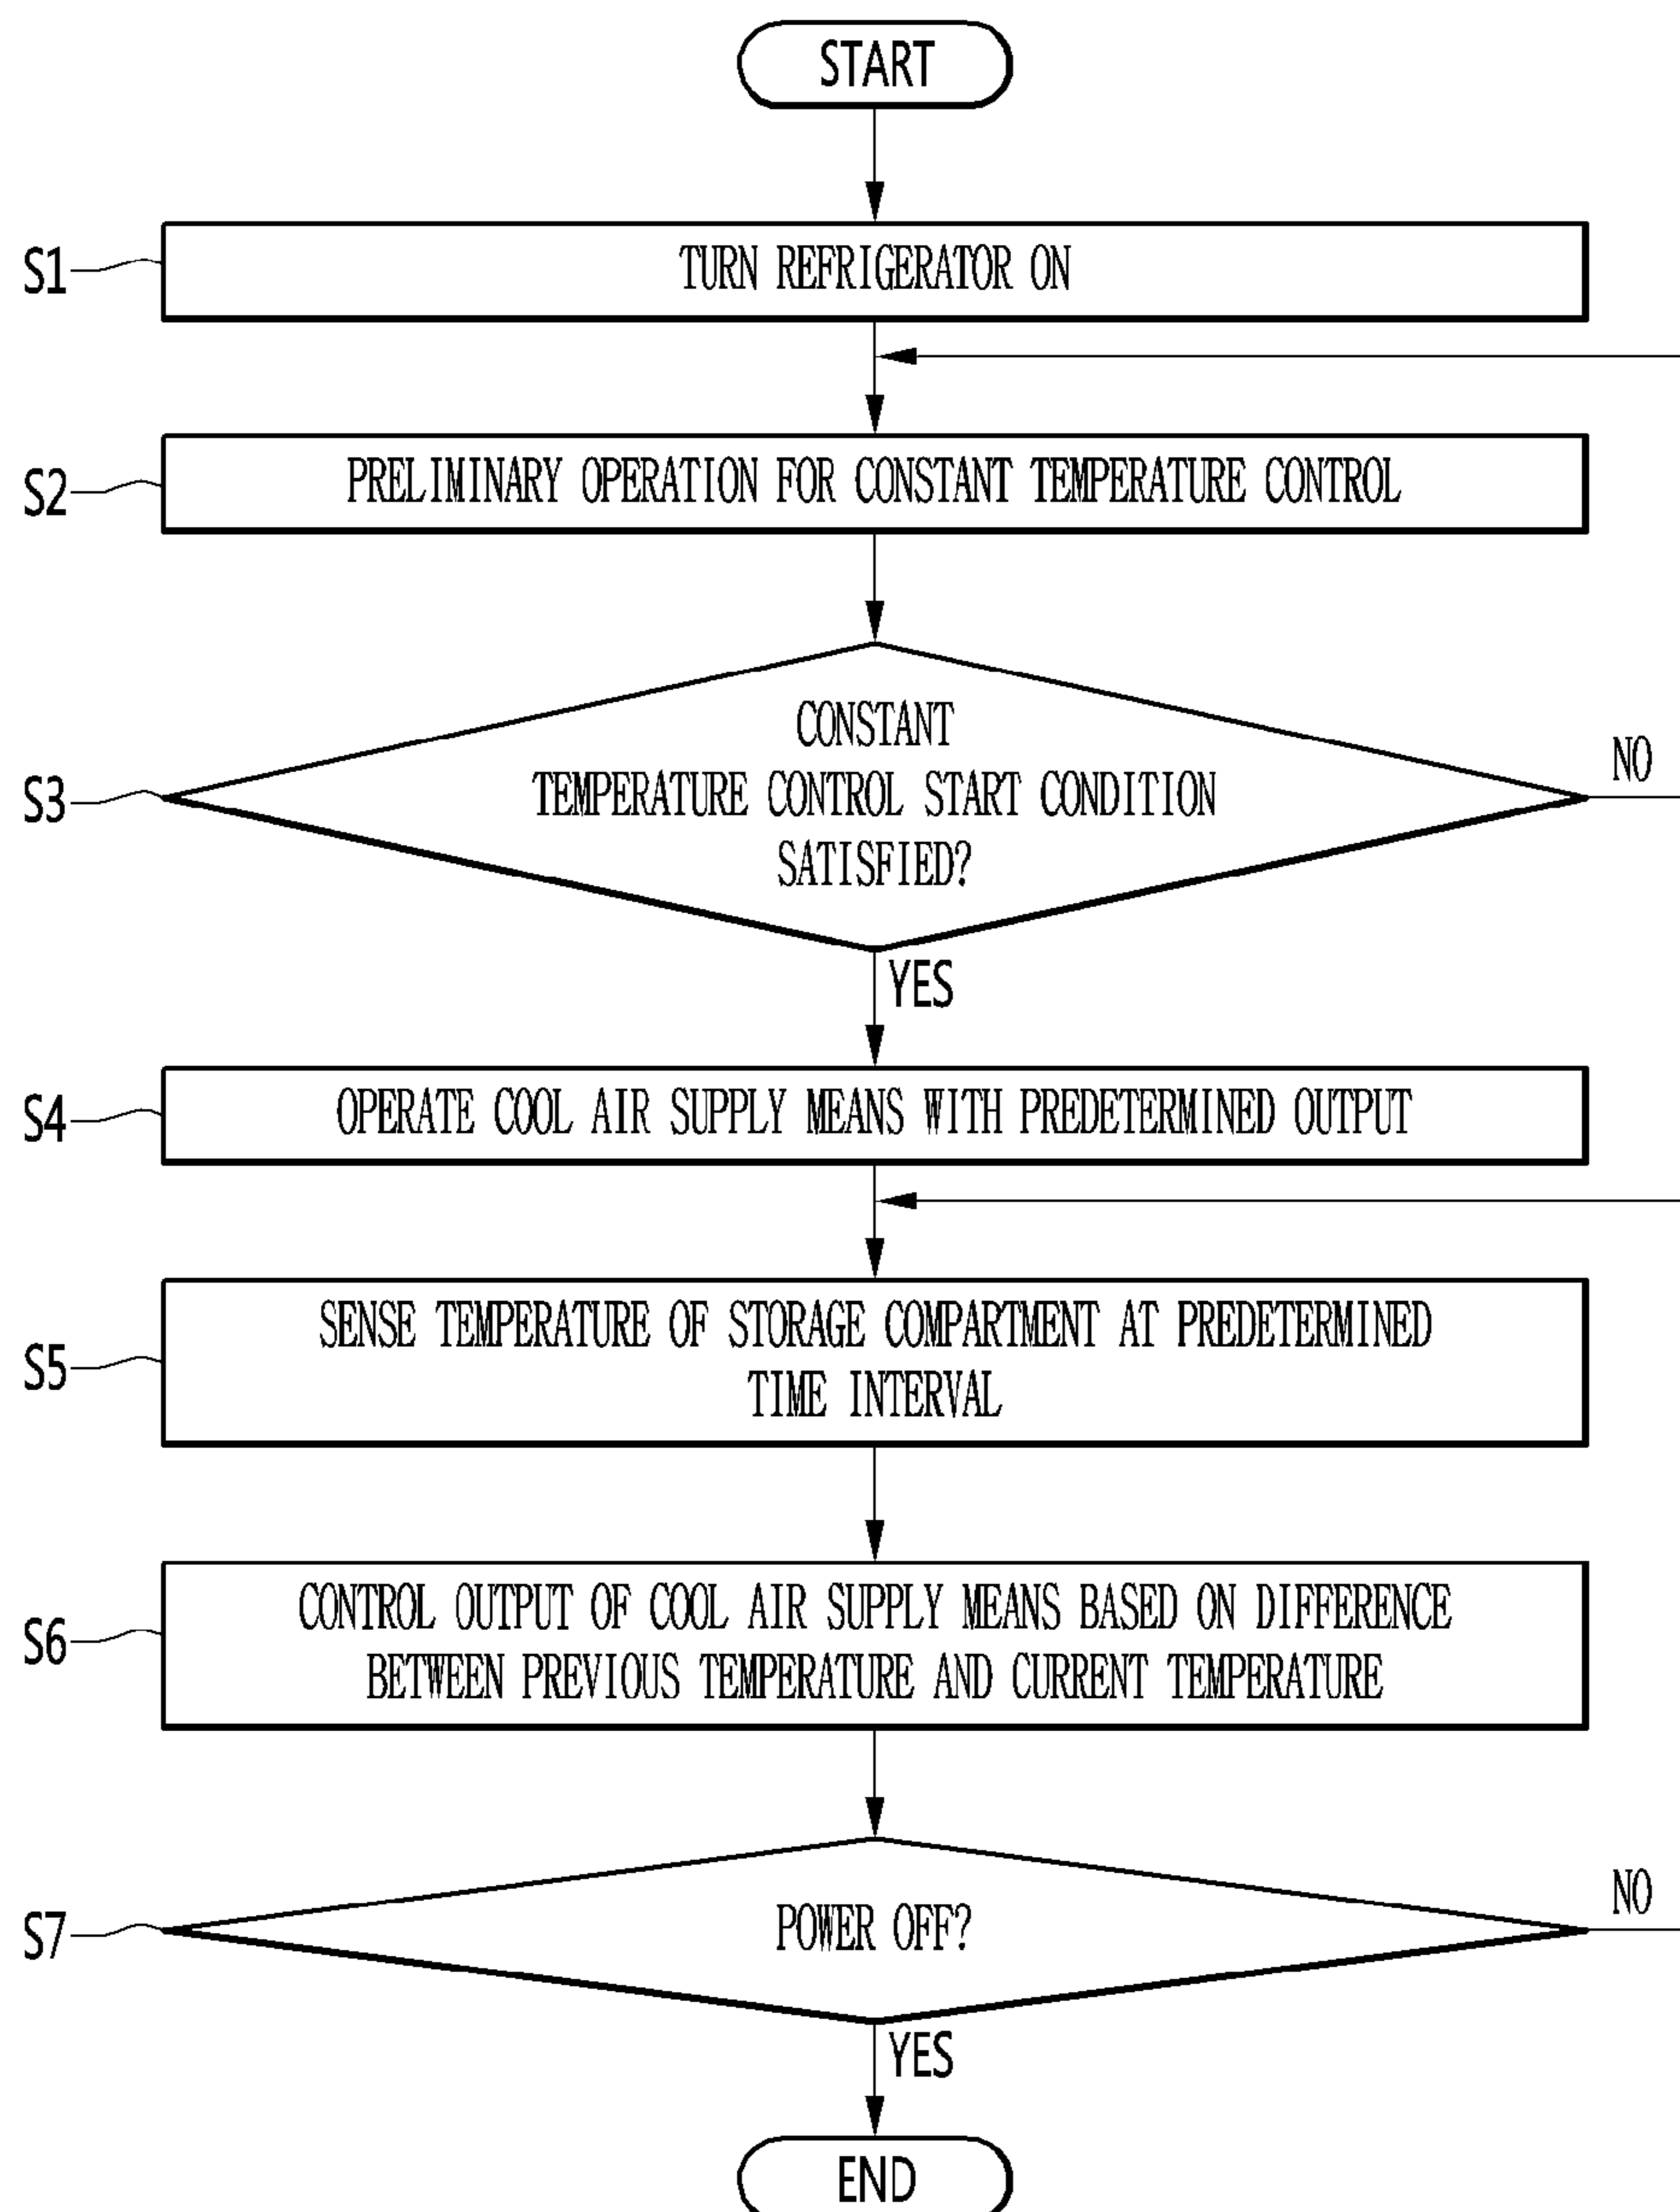 START
S1
TURN REFRIGERATOR ON
S2
PRELIMINARY OPERATION FOR CONSTANT TEMPERATURE CONTROL
S3
CONSTANT
TEMPERATURE CONTROL START CONDITION
SATISFIED?
NO
YES
S4
OPERATE COOL AIR SUPPLY MEANS WITH PREDETERMINED OUTPUT
S5
SENSE TEMPERATURE OF STORAGE COMPARTMENT AT PREDETERMINED
TIME INTERVAL
S6
CONTROL OUTPUT OF COOL AIR SUPPLY MEANS BASED ON DIFFERENCE
BETWEEN PREVIOUS TEMPERATURE AND CURRENT TEMPERATURE
S7
POWER OFF?
NO
YES
END